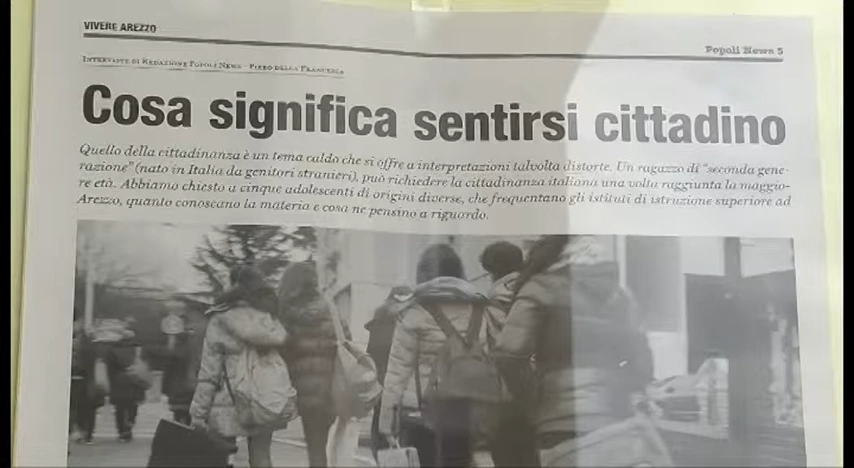 VIVERE AREZZO
Popoli News 5
INTERVISTE DI REDAZIONE POPOLI NEWS - PIERO DELLA FRANCESCA
Cosa significa sentirsi cittadino
Quello della cittadinanza è un tema caldo che si offre a interpretazioni talvolta distorte. Un ragazzo di "seconda gene-
razione" (nato in Italia da genitori stranieri), può richiedere la cittadinanza italiana una volta raggiunta la maggio-
re età. Abbiamo chiesto a cinque adolescenti di origini diverse, che frequentano gli istituti di istruzione superiore ad
Arezzo, quanto conoscano la materia e cosa ne pensino a riguardo.